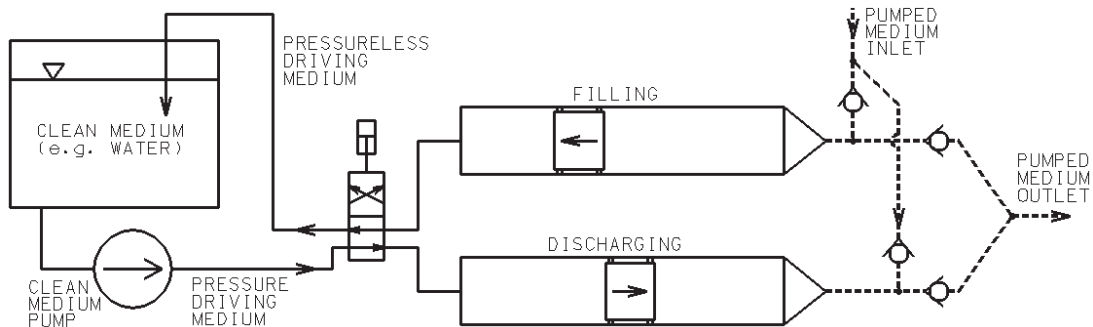 PRESSURELESS
DRIVING
MEDIUM
PUMPED
MEDIUM
INLET
FILLING
CLEAN MEDIUM
(e.g. WATER)
PUMPED
MEDIUM
OUTLET
DISCHARGING
CLEAN
MEDIUM
PUMP
PRESSURE
DRIVING
MEDIUM